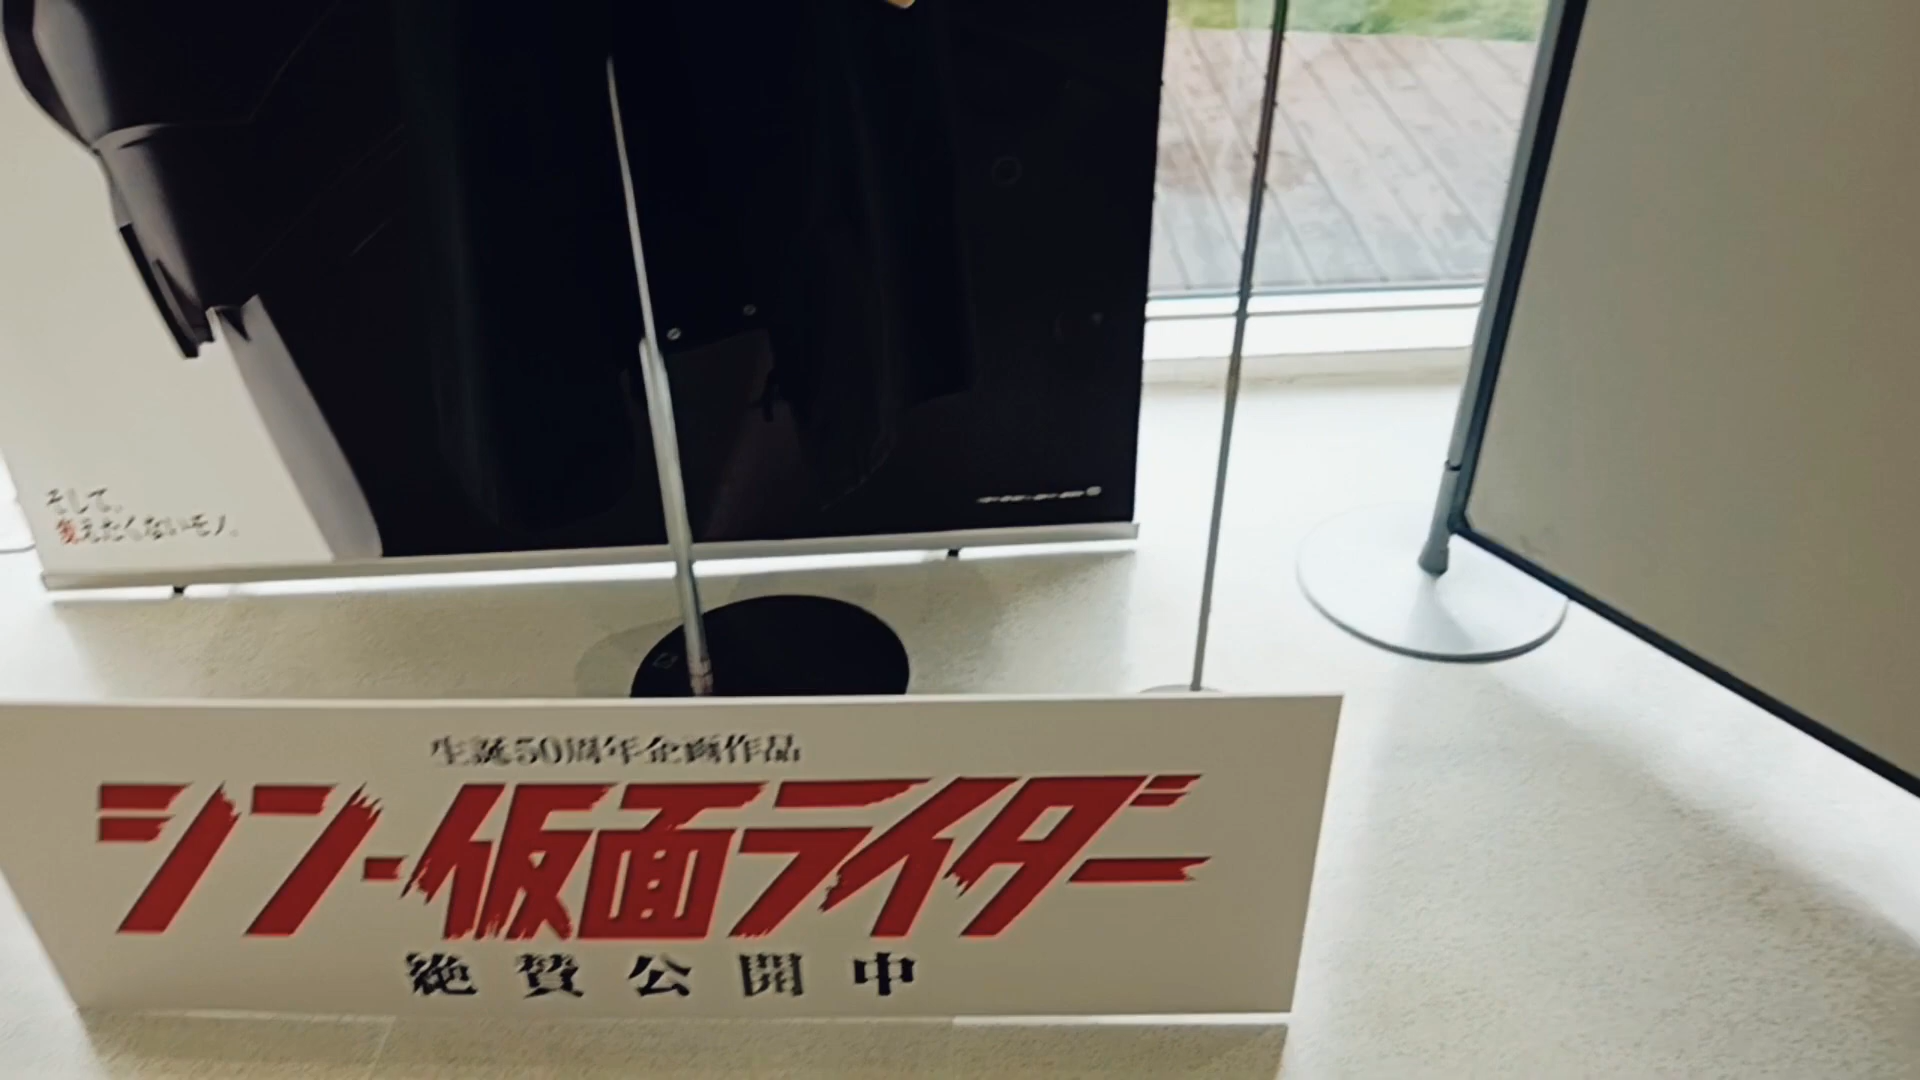 そして、
変えたくないモノ。
生誕50周年企画作品
シン・仮面ライダー
絶賛公開中